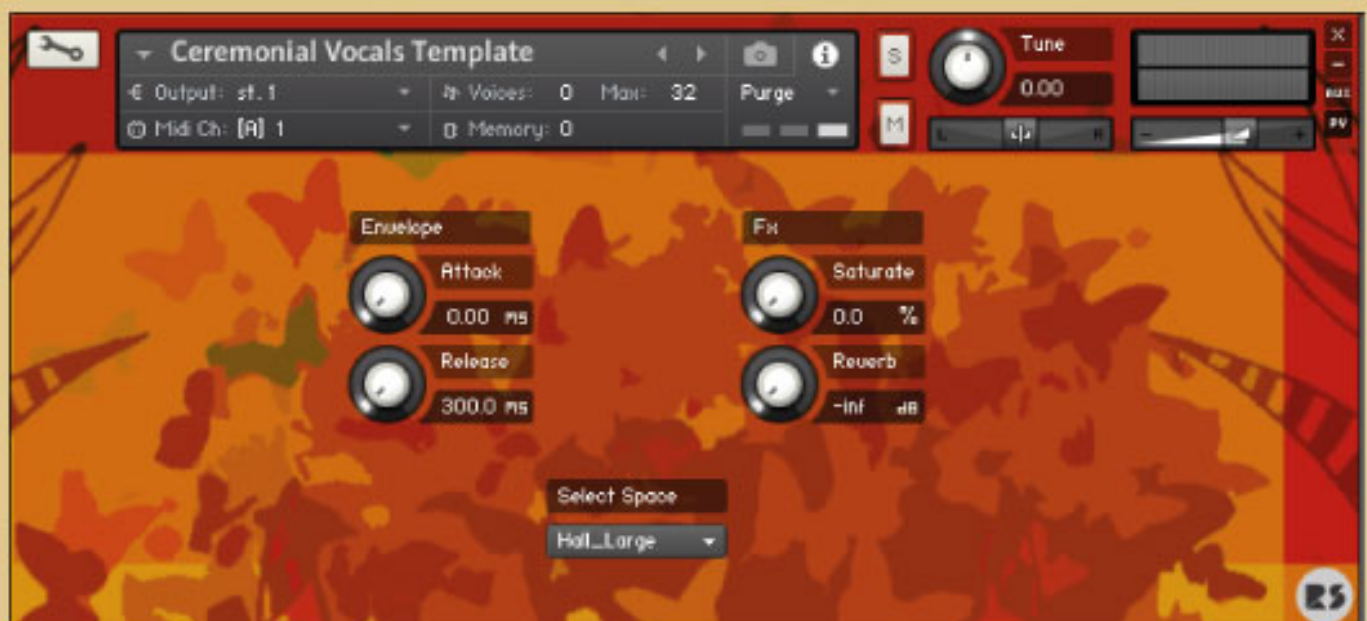 Ceremonial Vocals Template
S
Tune
Output: st. 1
Voices: 0 Max: 32
Purge
0.00
AUX
Midi Ch: [A] 1
Memory: 0
M
L
R
PV
Envelope
Fx
Attack
Saturate
0.00 ms
0.0 %
Release
Reverb
300.0 ms
-inf dB
Select Space
Hall_Large
RS